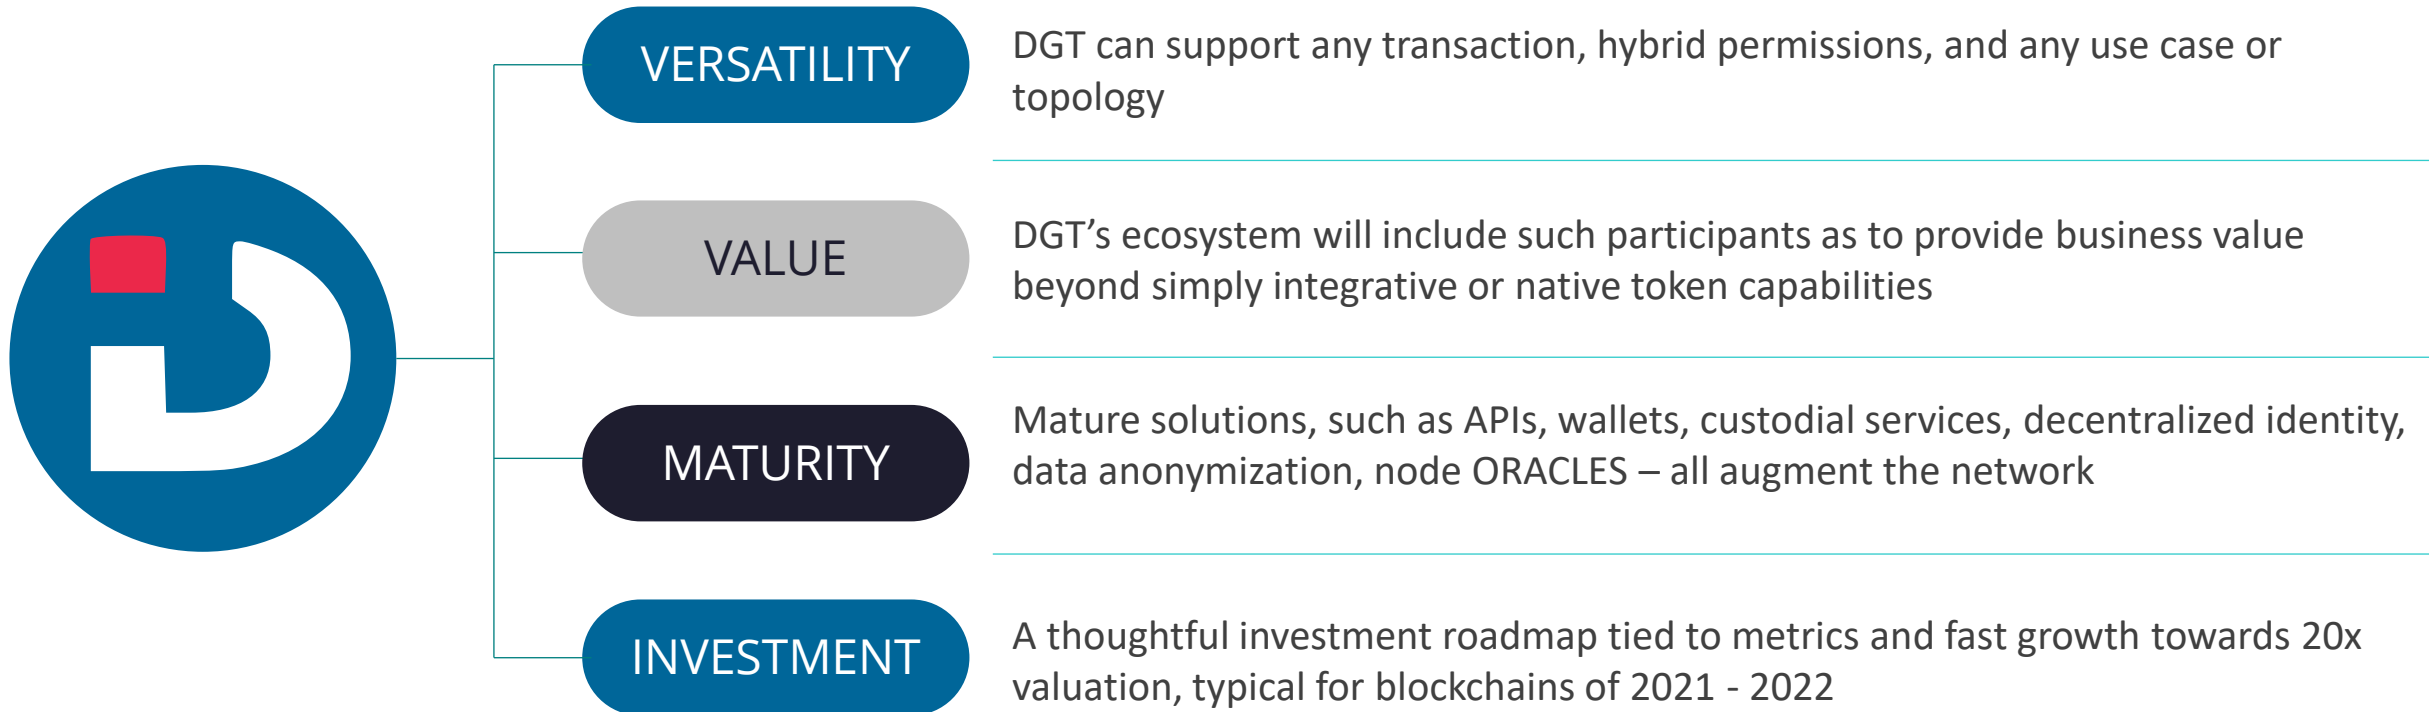 VERSATILITY
DGT can support any transaction, hybrid permissions, and any use case or
topology
VALUE
DGT’s ecosystem will include such participants as to provide business value
beyond simply integrative or native token capabilities
MATURITY
Mature solutions, such as APIs, wallets, custodial services, decentralized identity,
data anonymization, node ORACLES – all augment the network
INVESTMENT
A thoughtful investment roadmap tied to metrics and fast growth towards 20x
valuation, typical for blockchains of 2021 - 2022